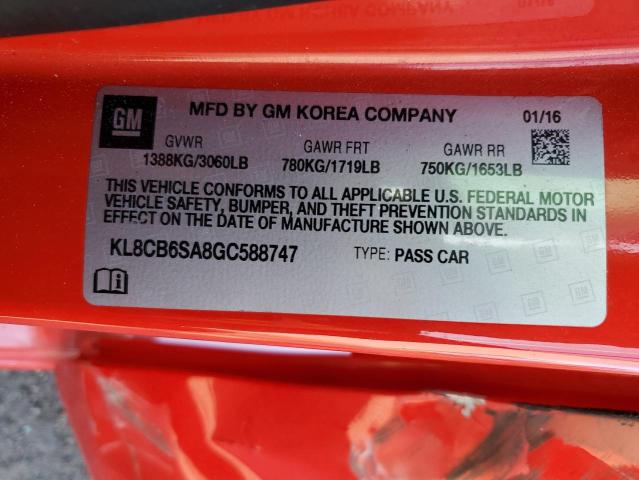 GM
MFD BY GM KOREA COMPANY 01/16
GVWR GAWR FRT GAWR RR
1388KG/3060LB 780KG/1719LB 750KG/1653LB
THIS VEHICLE CONFORMS TO ALL APPLICABLE U.S. FEDERAL MOTOR
VEHICLE SAFETY, BUMPER, AND THEFT PREVENTION STANDARDS IN
EFFECT ON THE DATE OF MANUFACTURE SHOWN ABOVE.
KL8CB6SA8GC588747 TYPE: PASS CAR